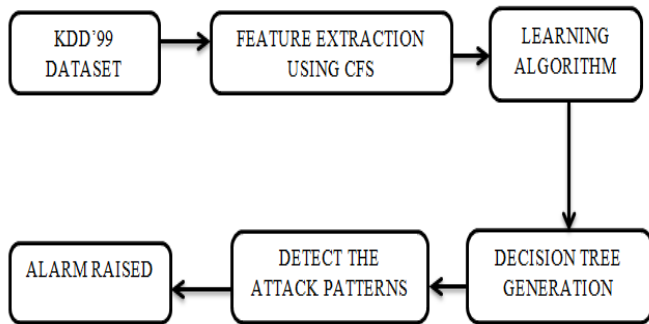 KDD'99
DATASET
FEATURE EXTRACTION
USING CFS
LEARNING
ALGORITHM
DECISION TREE
GENERATION
DETECT THE
ATTACK PATTERNS
ALARM RAISED